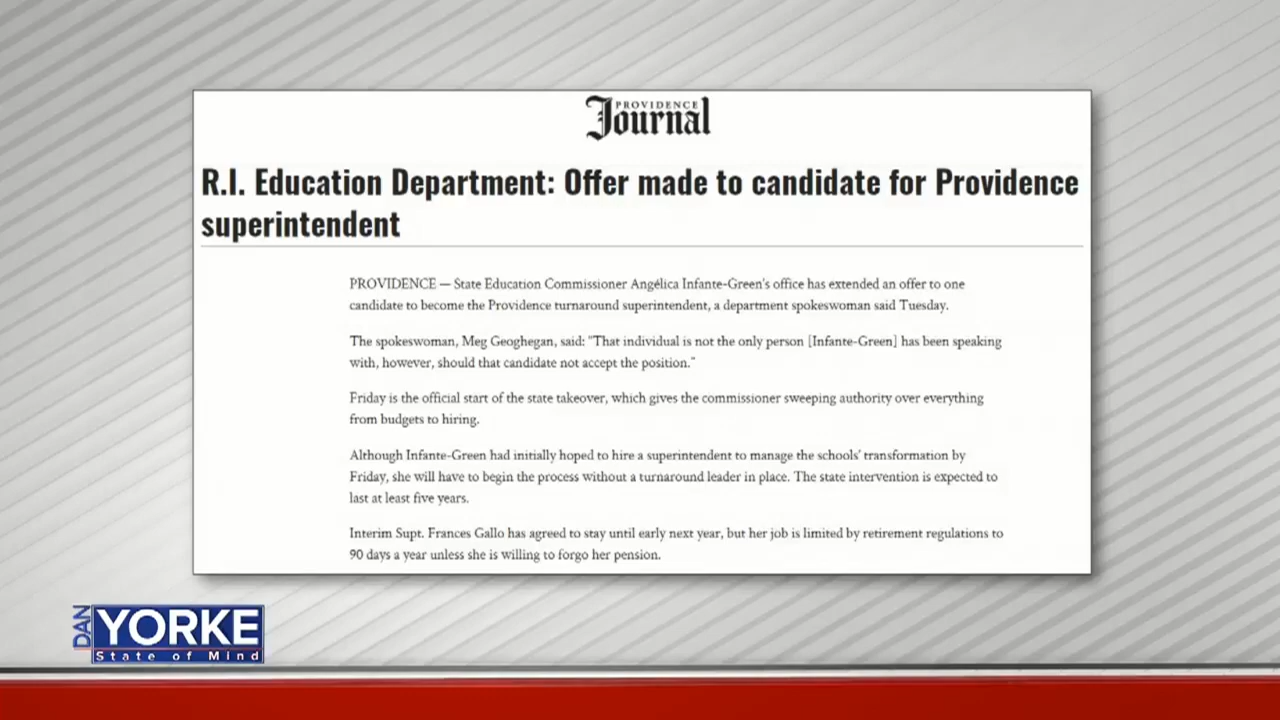 PROVIDENCE
Journal
R.I. Education Department: Offer made to candidate for Providence
superintendent
PROVIDENCE — State Education Commissioner Angélica Infante-Green's office has extended an offer to one
candidate to become the Providence turnaround superintendent, a department spokeswoman said Tuesday.
The spokeswoman, Meg Geoghegan, said: "That individual is not the only person [Infante-Green] has been speaking
with, however, should that candidate not accept the position."
Friday is the official start of the state takeover, which gives the commissioner sweeping authority over everything
from budgets to hiring.
Although Infante-Green had initially hoped to hire a superintendent to manage the schools' transformation by
Friday, she will have to begin the process without a turnaround leader in place. The state intervention is expected to
last at least five years.
Interim Supt. Frances Gallo has agreed to stay until early next year, but her job is limited by retirement regulations to
90 days a year unless she is willing to forgo her pension.
DAN
YORKE
State of Mind